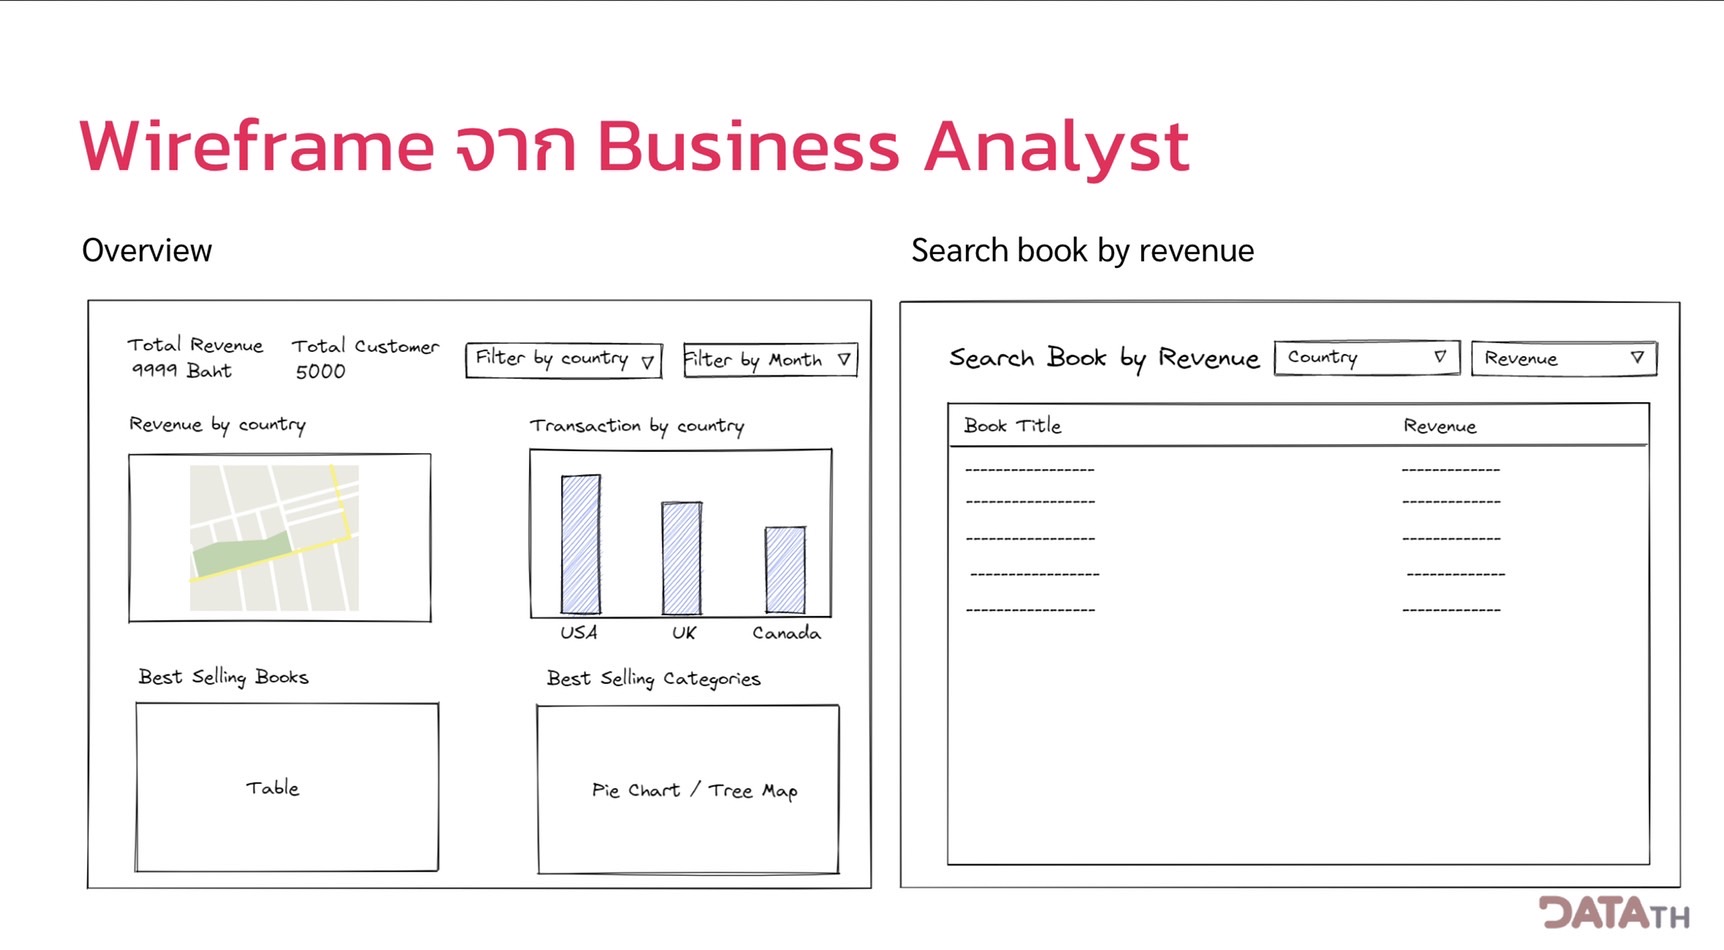 Wireframe จาก Business Analyst
Overview
Total Revenue
9999 Baht
Total Customer
5000
Filter by country
Filter by Month
Revenue by country
Transaction by country
USA
UK
Canada
Best Selling Books
Table
Best Selling Categories
Pie Chart / Tree Map
Search book by revenue
Search Book by Revenue
Country
Revenue
Book Title
Revenue
DATATH